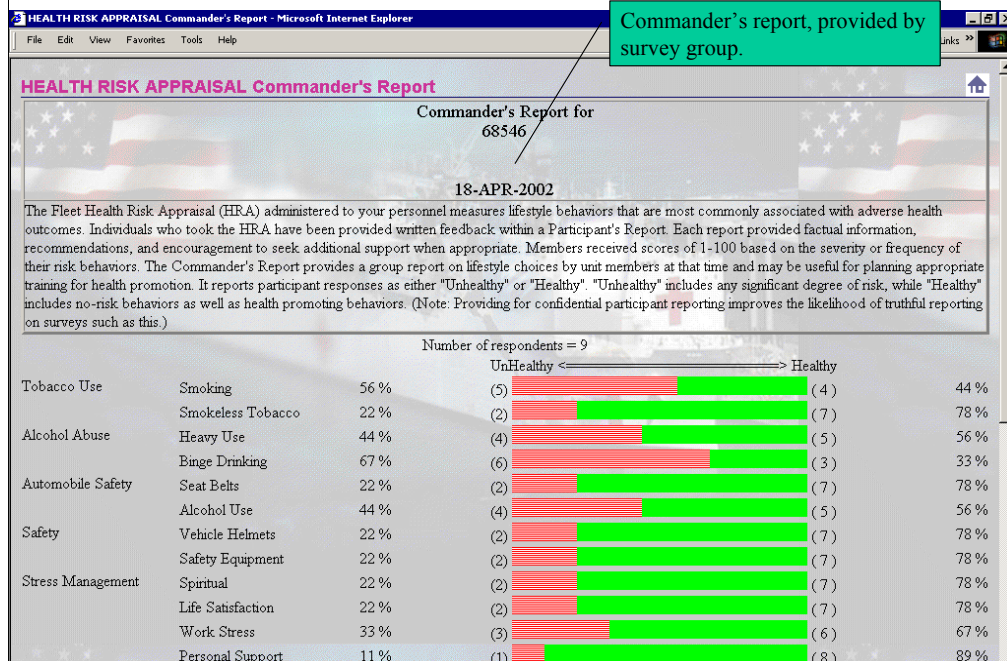 HEALTH RISK APPRAISAL Commander's Report - Microsoft Internet Explorer
Commander’s report, provided by
survey group.
File Edit View Favorites Tools Help
Links »
HEALTH RISK APPRAISAL Commander's Report
Commander's Report for
68546
18-APR-2002
The Fleet Health Risk Appraisal (HRA) administered to your personnel measures lifestyle behaviors that are most commonly associated with adverse health
outcomes. Individuals who took the HRA have been provided written feedback within a Participant's Report. Each report provided factual information,
recommendations, and encouragement to seek additional support when appropriate. Members received scores of 1-100 based on the severity or frequency of
their risk behaviors. The Commander's Report provides a group report on lifestyle choices by unit members at that time and may be useful for planning appropriate
training for health promotion. It reports participant responses as either "Unhealthy" or "Healthy". "Unhealthy" includes any significant degree of risk, while "Healthy"
includes no-risk behaviors as well as health promoting behaviors. (Note: Providing for confidential participant reporting improves the likelihood of truthful reporting
on surveys such as this.)
Number of respondents = 9
UnHealthy <=> Healthy
Tobacco Use Smoking 56 % (5) ( 4 ) 44 %
Smokeless Tobacco 22 % (2) ( 7 ) 78 %
Alcohol Abuse Heavy Use 44 % (4) ( 5 ) 56 %
Binge Drinking 67 % (6) ( 3 ) 33 %
Automobile Safety Seat Belts 22 % (2) ( 7 ) 78 %
Alcohol Use 44 % (4) ( 5 ) 56 %
Safety Vehicle Helmets 22 % (2) ( 7 ) 78 %
Safety Equipment 22 % (2) ( 7 ) 78 %
Stress Management Spiritual 22 % (2) ( 7 ) 78 %
Life Satisfaction 22 % (2) ( 7 ) 78 %
Work Stress 33 % (3) ( 6 ) 67 %
Personal Support 11 % (1) ( 8 ) 89 %